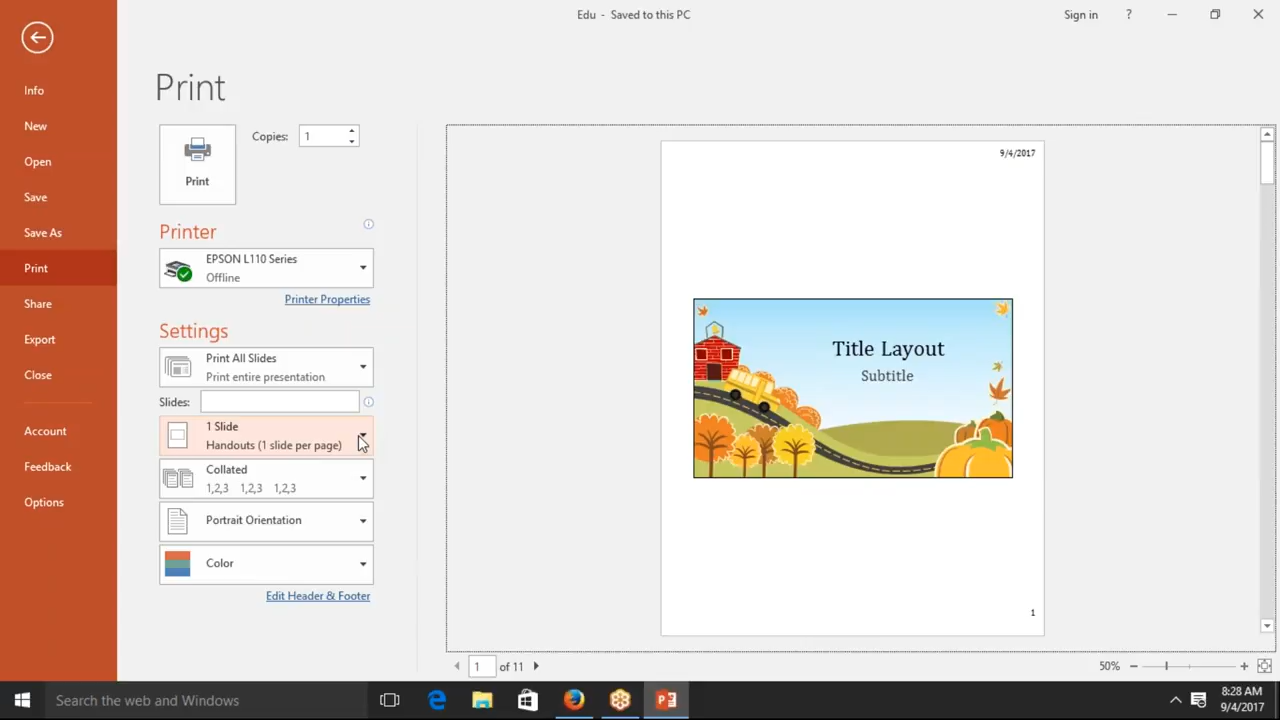 Edu - Saved to this PC
Sign in
?
Info
New
Open
Save
Save As
Print
Share
Export
Close
Account
Feedback
Options
Print
Print
Copies: 1
Printer
EPSON L110 Series
Offline
Printer Properties
Settings
Print All Slides
Print entire presentation
Slides:
1 Slide
Handouts (1 slide per page)
Collated
1,2,3 1,2,3 1,2,3
Portrait Orientation
Color
Edit Header & Footer
9/4/2017
Title Layout
Subtitle
1
1 of 11
50%
Search the web and Windows
8:28 AM
9/4/2017